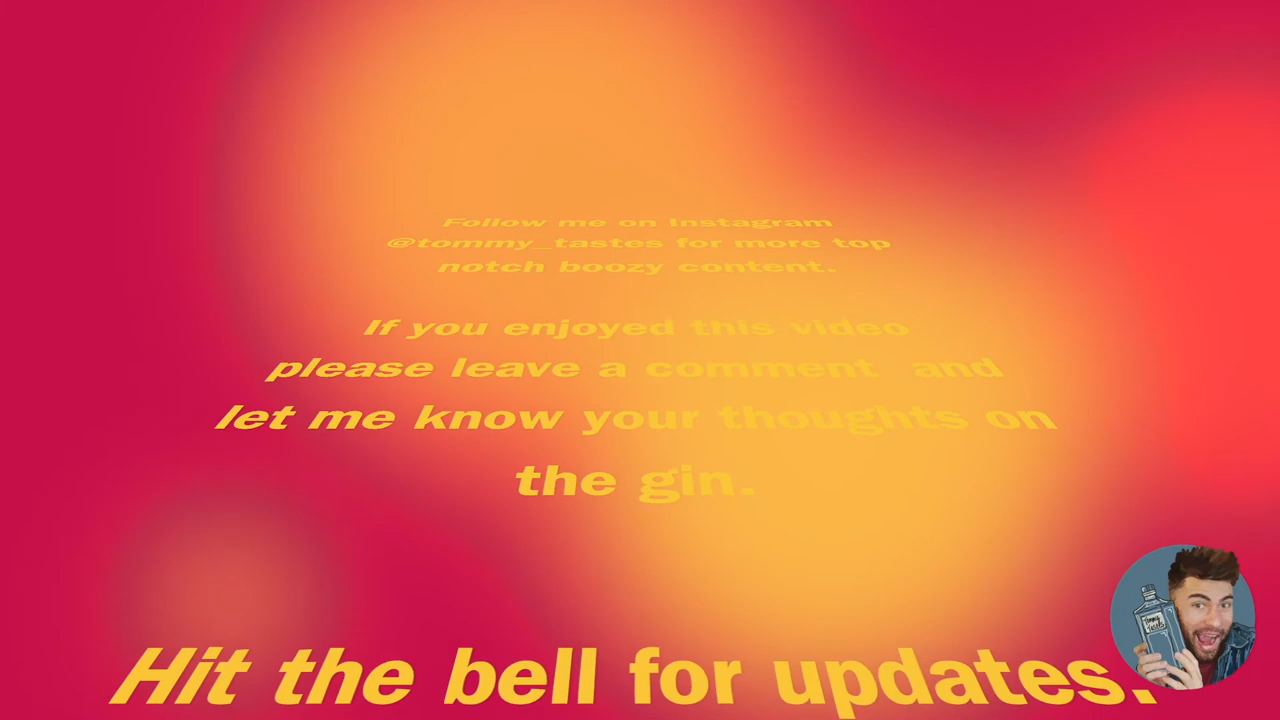 Follow me on Instagram
@tommy_tastes for more top
notch boozy content.
If you enjoyed this video
please leave a comment  and
let me know your thoughts on
the gin.
Hit the bell for updates.